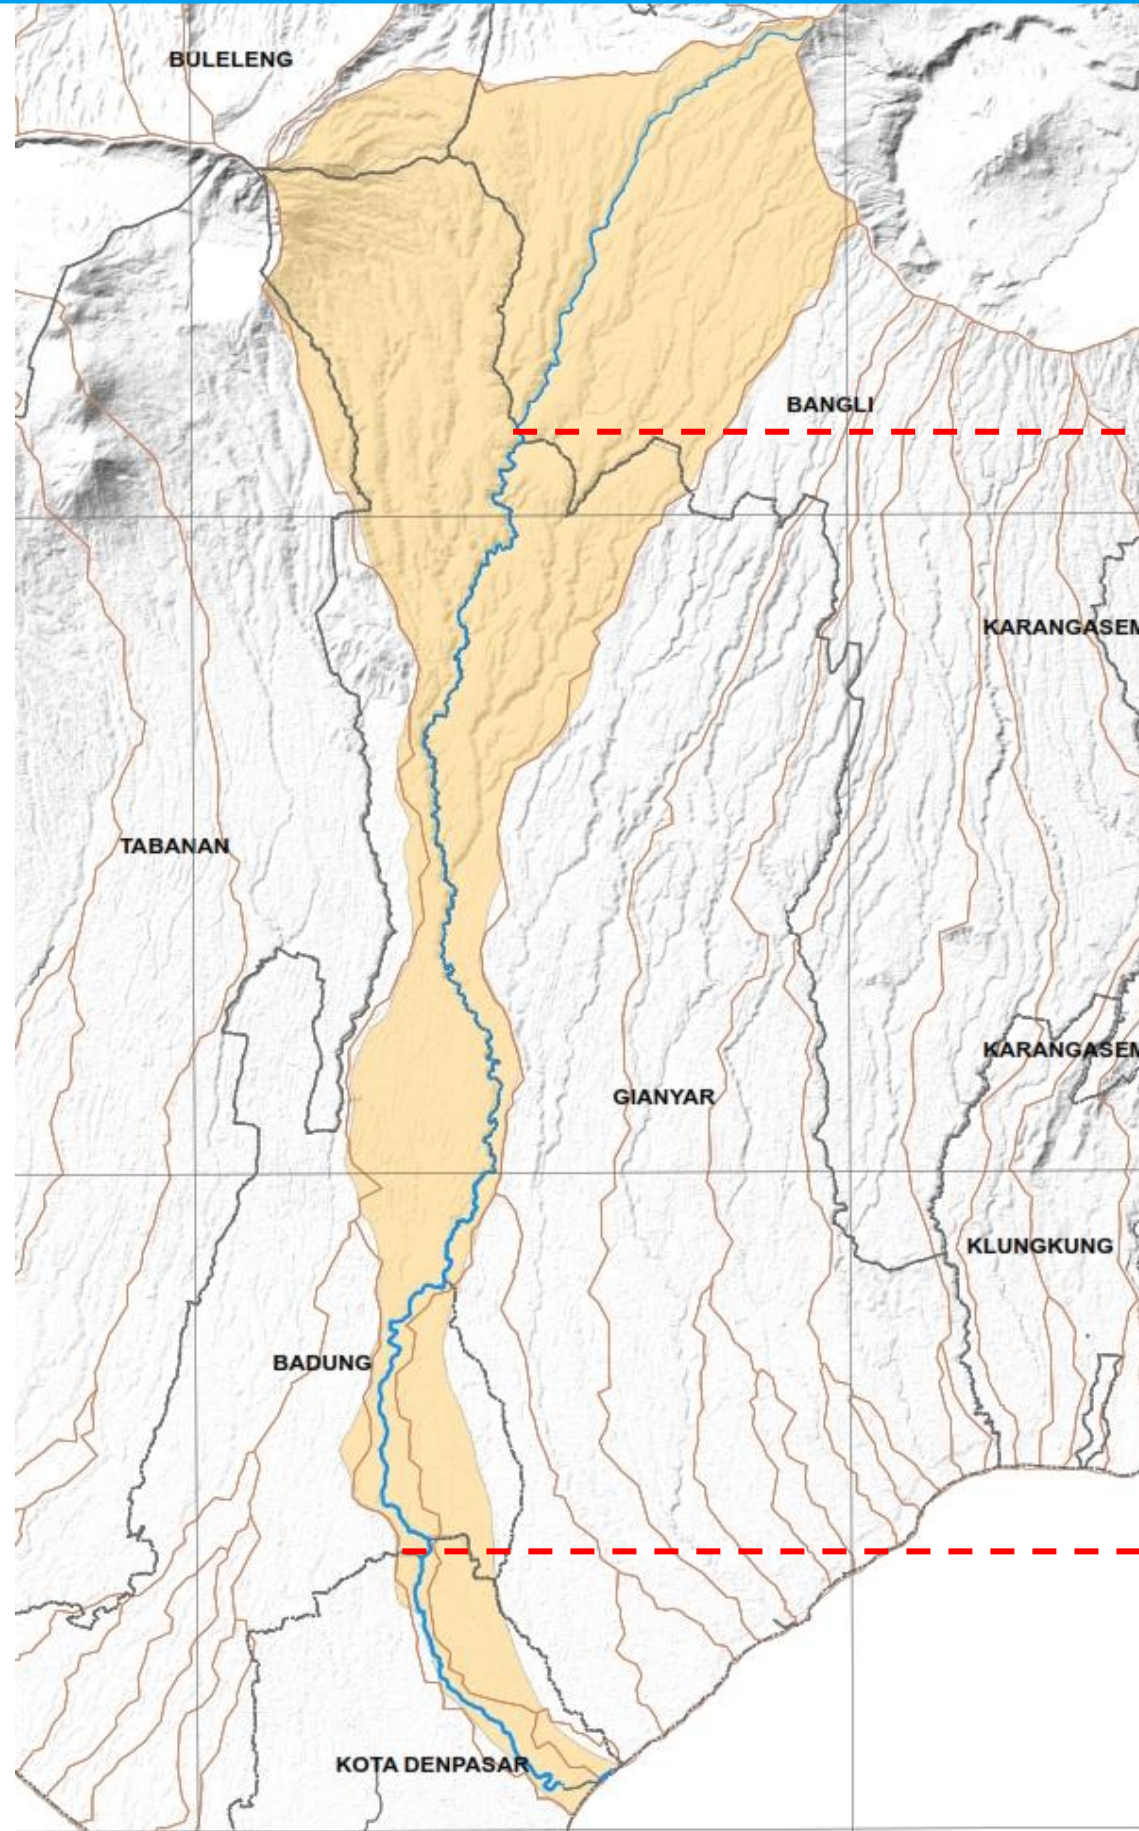 BULELENG
BANGLI
KARANGASEM
TABANAN
KARANGASEM
GIANYAR
KLUNGKUNG
BADUNG
KOTA DENPASAR